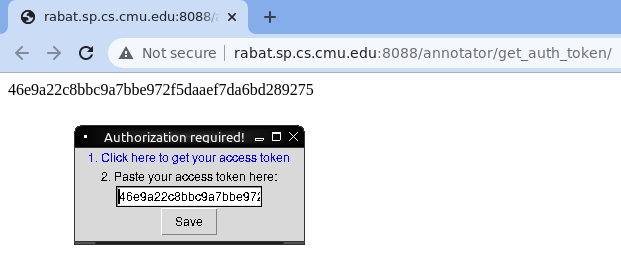 rabat.sp.cs.cmu.edu:8088/
Not secure
rabat.sp.cs.cmu.edu:8088/annotator/get_auth_token/
46e9a22c8bbc9a7bbe972f5daaef7da6bd289275
Authorization required!
1. Click here to get your access token
2. Paste your access token here:
46e9a22c8bbc9a7bbe972
Save